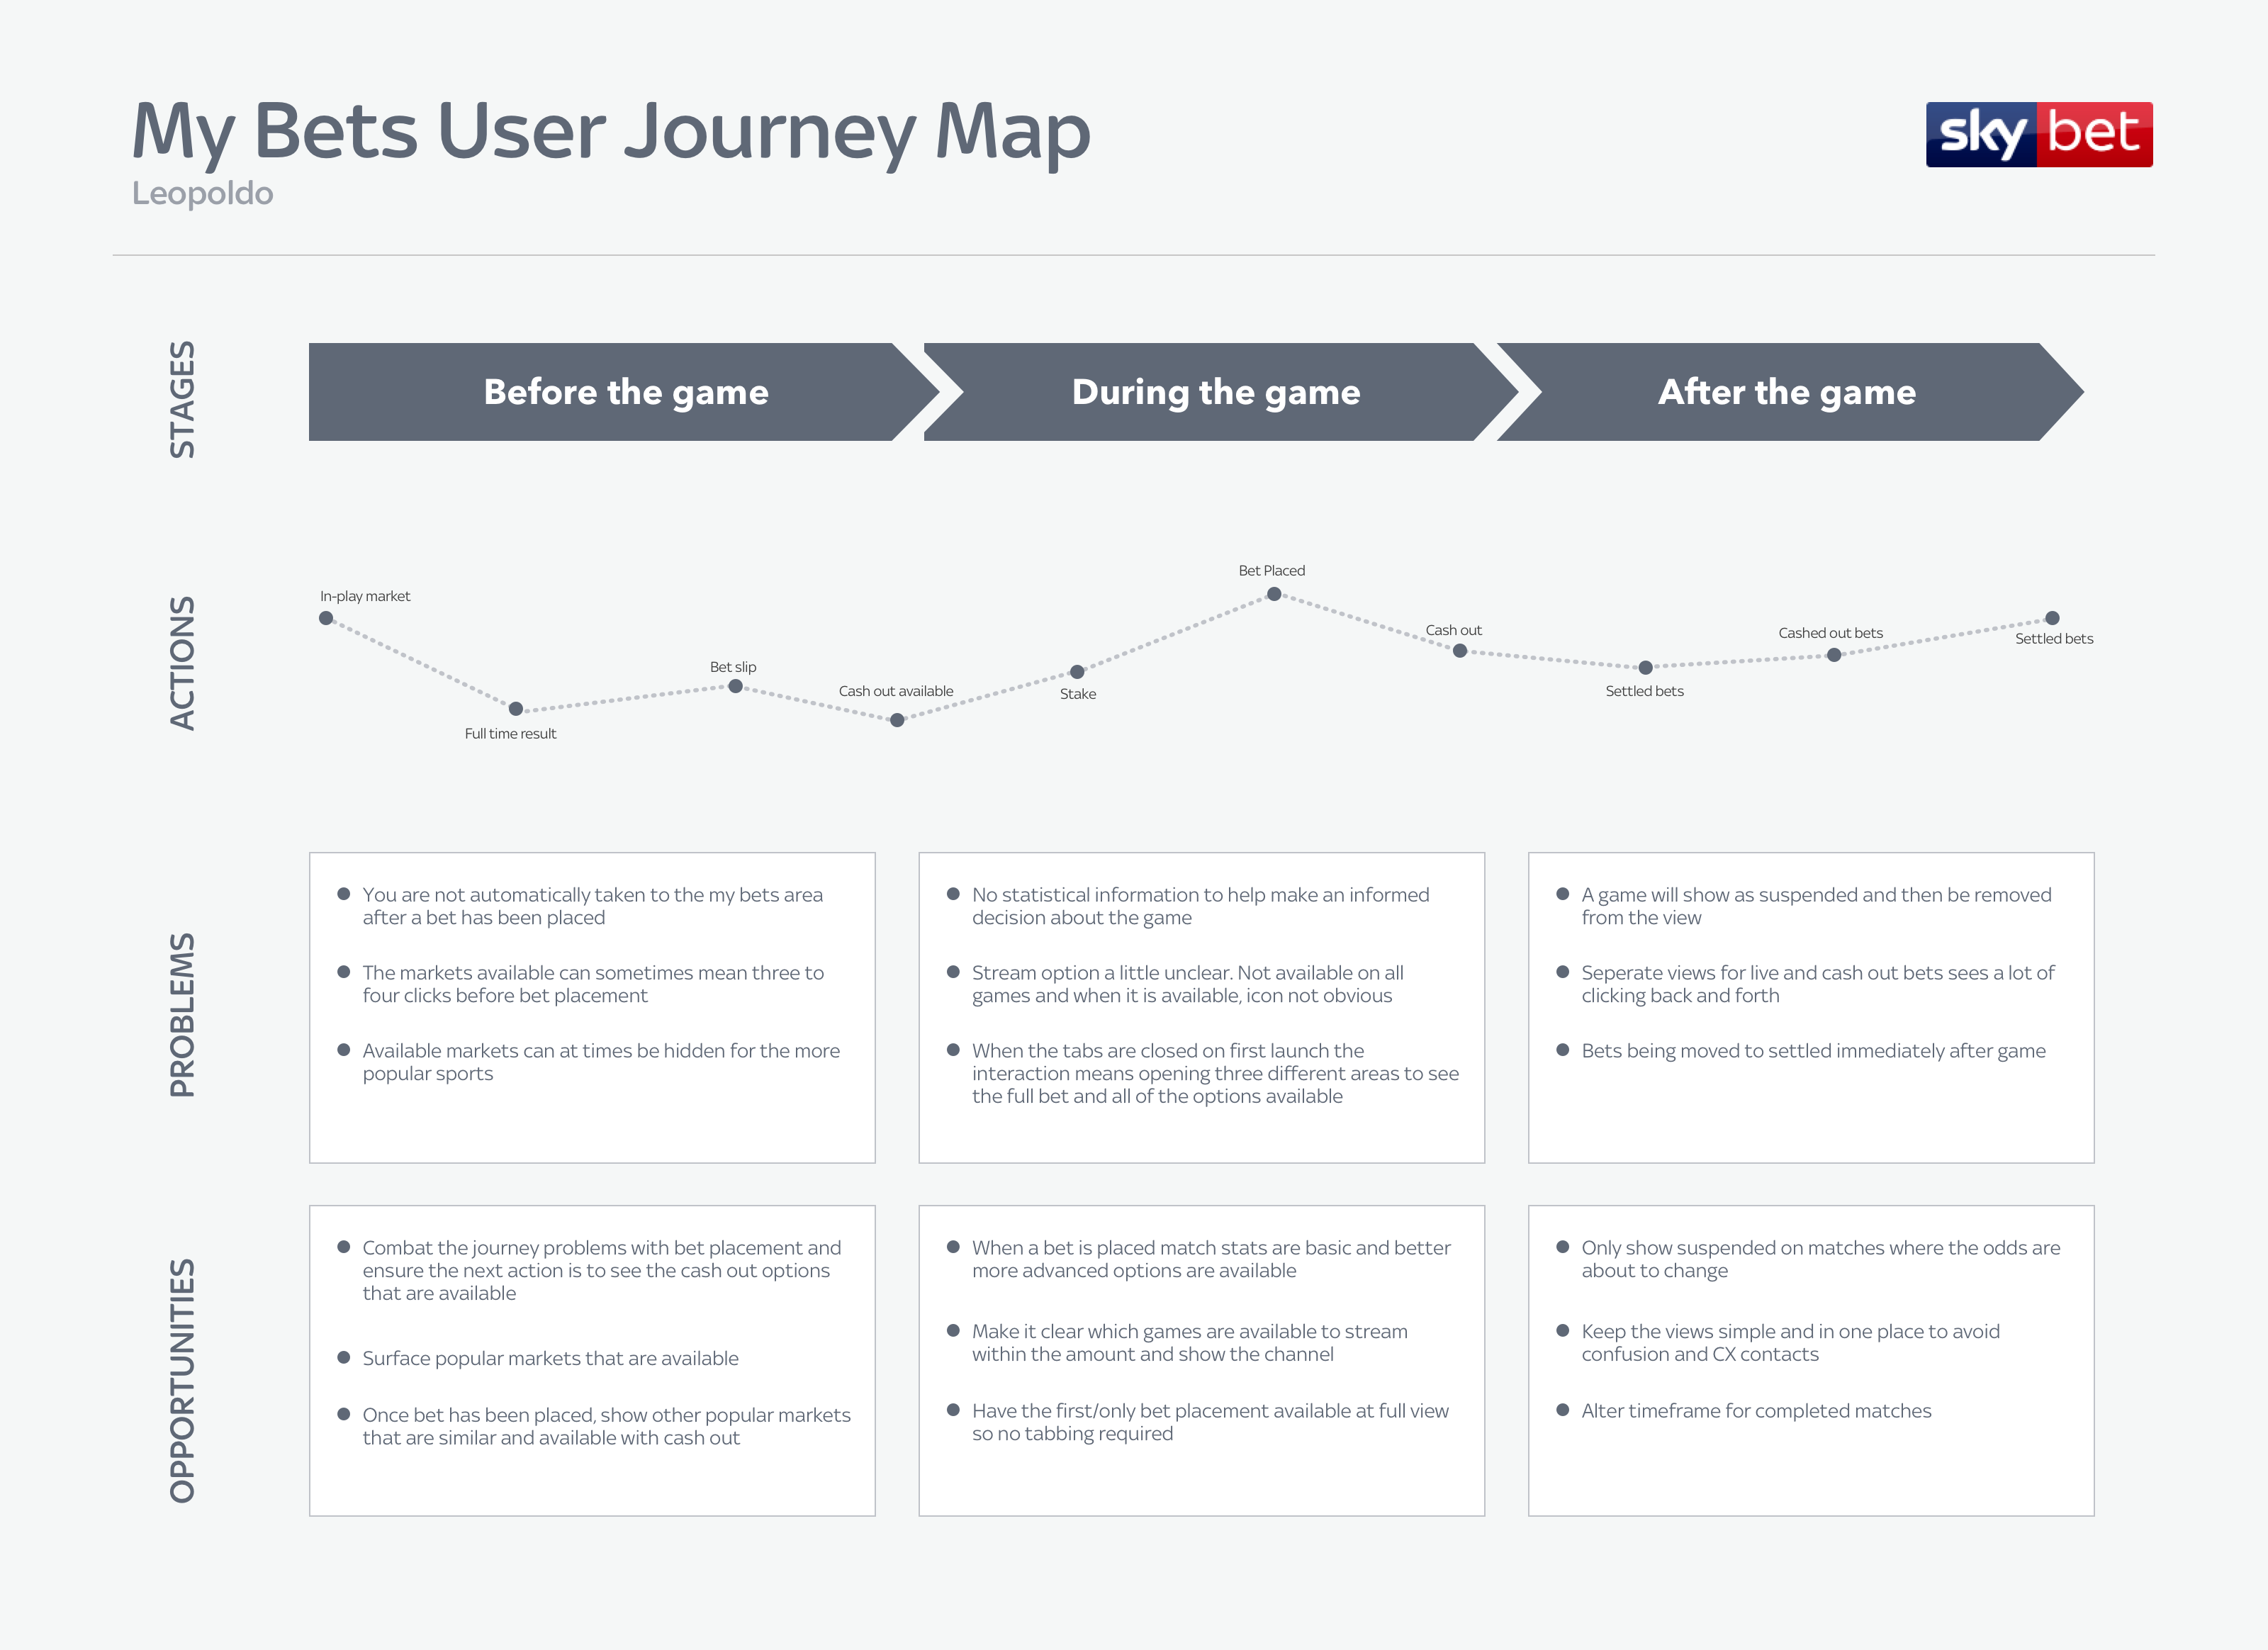 My Bets User Journey Map
Leopoldo
sky bet
STAGES
Before the game
During the game
After the game
ACTIONS
In-play market
Full time result
Bet slip
Cash out available
Stake
Bet Placed
Cash out
Settled bets
Cashed out bets
Settled bets
PROBLEMS
You are not automatically taken to the my bets area
after a bet has been placed
The markets available can sometimes mean three to
four clicks before bet placement
Available markets can at times be hidden for the more
popular sports
No statistical information to help make an informed
decision about the game
Stream option a little unclear. Not available on all
games and when it is available, icon not obvious
When the tabs are closed on first launch the
interaction means opening three different areas to see
the full bet and all of the options available
A game will show as suspended and then be removed
from the view
Seperate views for live and cash out bets sees a lot of
clicking back and forth
Bets being moved to settled immediately after game
OPPORTUNITIES
Combat the journey problems with bet placement and
ensure the next action is to see the cash out options
that are available
Surface popular markets that are available
Once bet has been placed, show other popular markets
that are similar and available with cash out
When a bet is placed match stats are basic and better
more advanced options are available
Make it clear which games are available to stream
within the amount and show the channel
Have the first/only bet placement available at full view
so no tabbing required
Only show suspended on matches where the odds are
about to change
Keep the views simple and in one place to avoid
confusion and CX contacts
Alter timeframe for completed matches